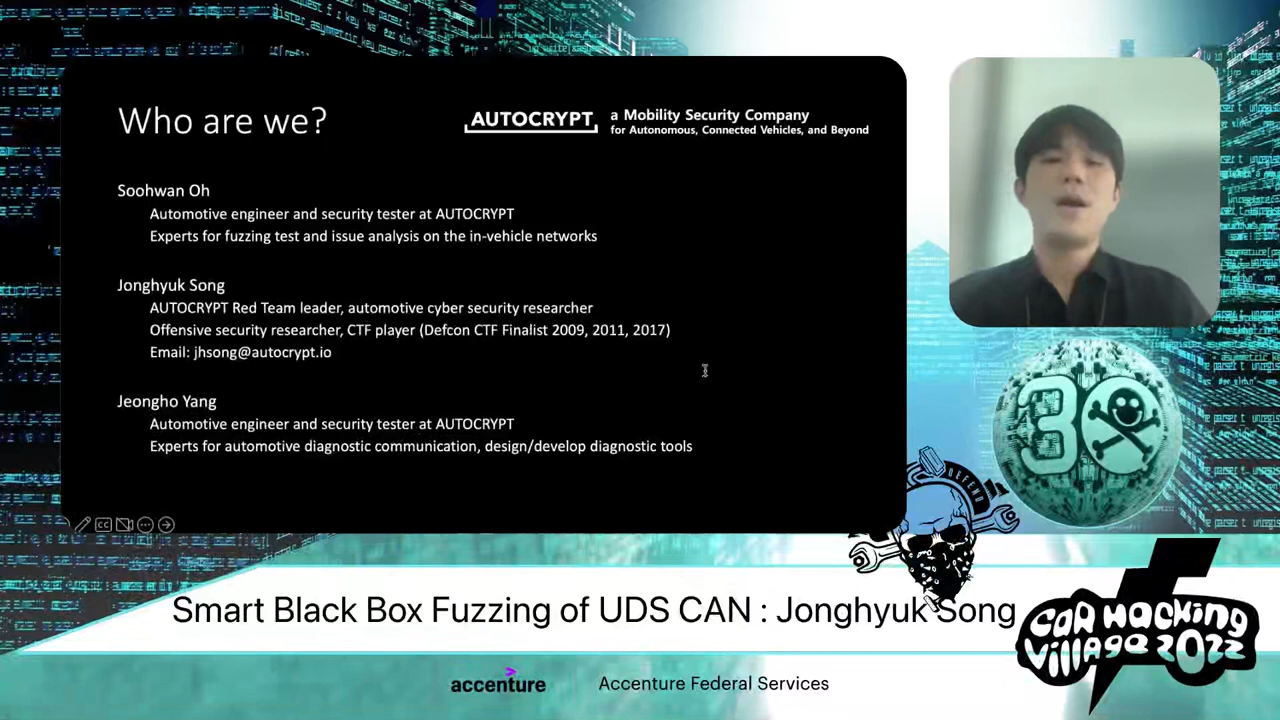 Who are we?
AUTOCRYPT
a Mobility Security Company
for Autonomous, Connected Vehicles, and Beyond
Soohwan Oh
Automotive engineer and security tester at AUTOCRYPT
Experts for fuzzing test and issue analysis on the in-vehicle networks
Jonghyuk Song
AUTOCRYPT Red Team leader, automotive cyber security researcher
Offensive security researcher, CTF player (Defcon CTF Finalist 2009, 2011, 2017)
Email: jhsong@autocrypt.io
Jeongho Yang
Automotive engineer and security tester at AUTOCRYPT
Experts for automotive diagnostic communication, design/develop diagnostic tools
CC
30
DEFEND
Smart Black Box Fuzzing of UDS CAN : Jonghyuk Song
CAR HACKING
VILLAGE 2022
accenture
Accenture Federal Services